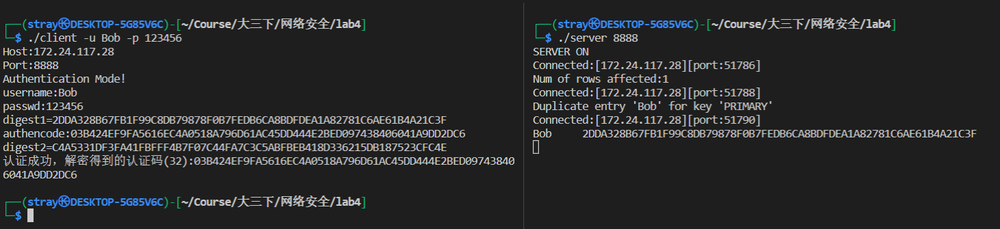 ┌──(stray㉿DESKTOP-5G85V6C)-[~/Course/大三下/网络安全/lab4]
└─$ ./client -u Bob -p 123456
Host:172.24.117.28
Port:8888
Authentication Mode!
username:Bob
passwd:123456
digest1=2DDA328B67FB1F99C8DB79878F0B7FEDB6CA8BDFDEA1A82781C6AE61B4A21C3F
authencode:03B424EF9FA5616EC4A0518A796D61AC45DD444E2BED097438406041A9DD2DC6
digest2=C4A5331DF3FA41FBFFF4B7F07C44FA7C3C5ABFBEB418D336215DB187523CFC4E
认证成功，解密得到的认证码(32):03B424EF9FA5616EC4A0518A796D61AC45DD444E2BED09743840
6041A9DD2DC6
┌──(stray㉿DESKTOP-5G85V6C)-[~/Course/大三下/网络安全/lab4]
└─$
┌──(stray㉿DESKTOP-5G85V6C)-[~/Course/大三下/网络安全/lab4]
└─$ ./server 8888
SERVER ON
Connected:[172.24.117.28][port:51786]
Num of rows affected:1
Connected:[172.24.117.28][port:51788]
Duplicate entry 'Bob' for key 'PRIMARY'
Connected:[172.24.117.28][port:51790]
Bob     2DDA328B67FB1F99C8DB79878F0B7FEDB6CA8BDFDEA1A82781C6AE61B4A21C3F